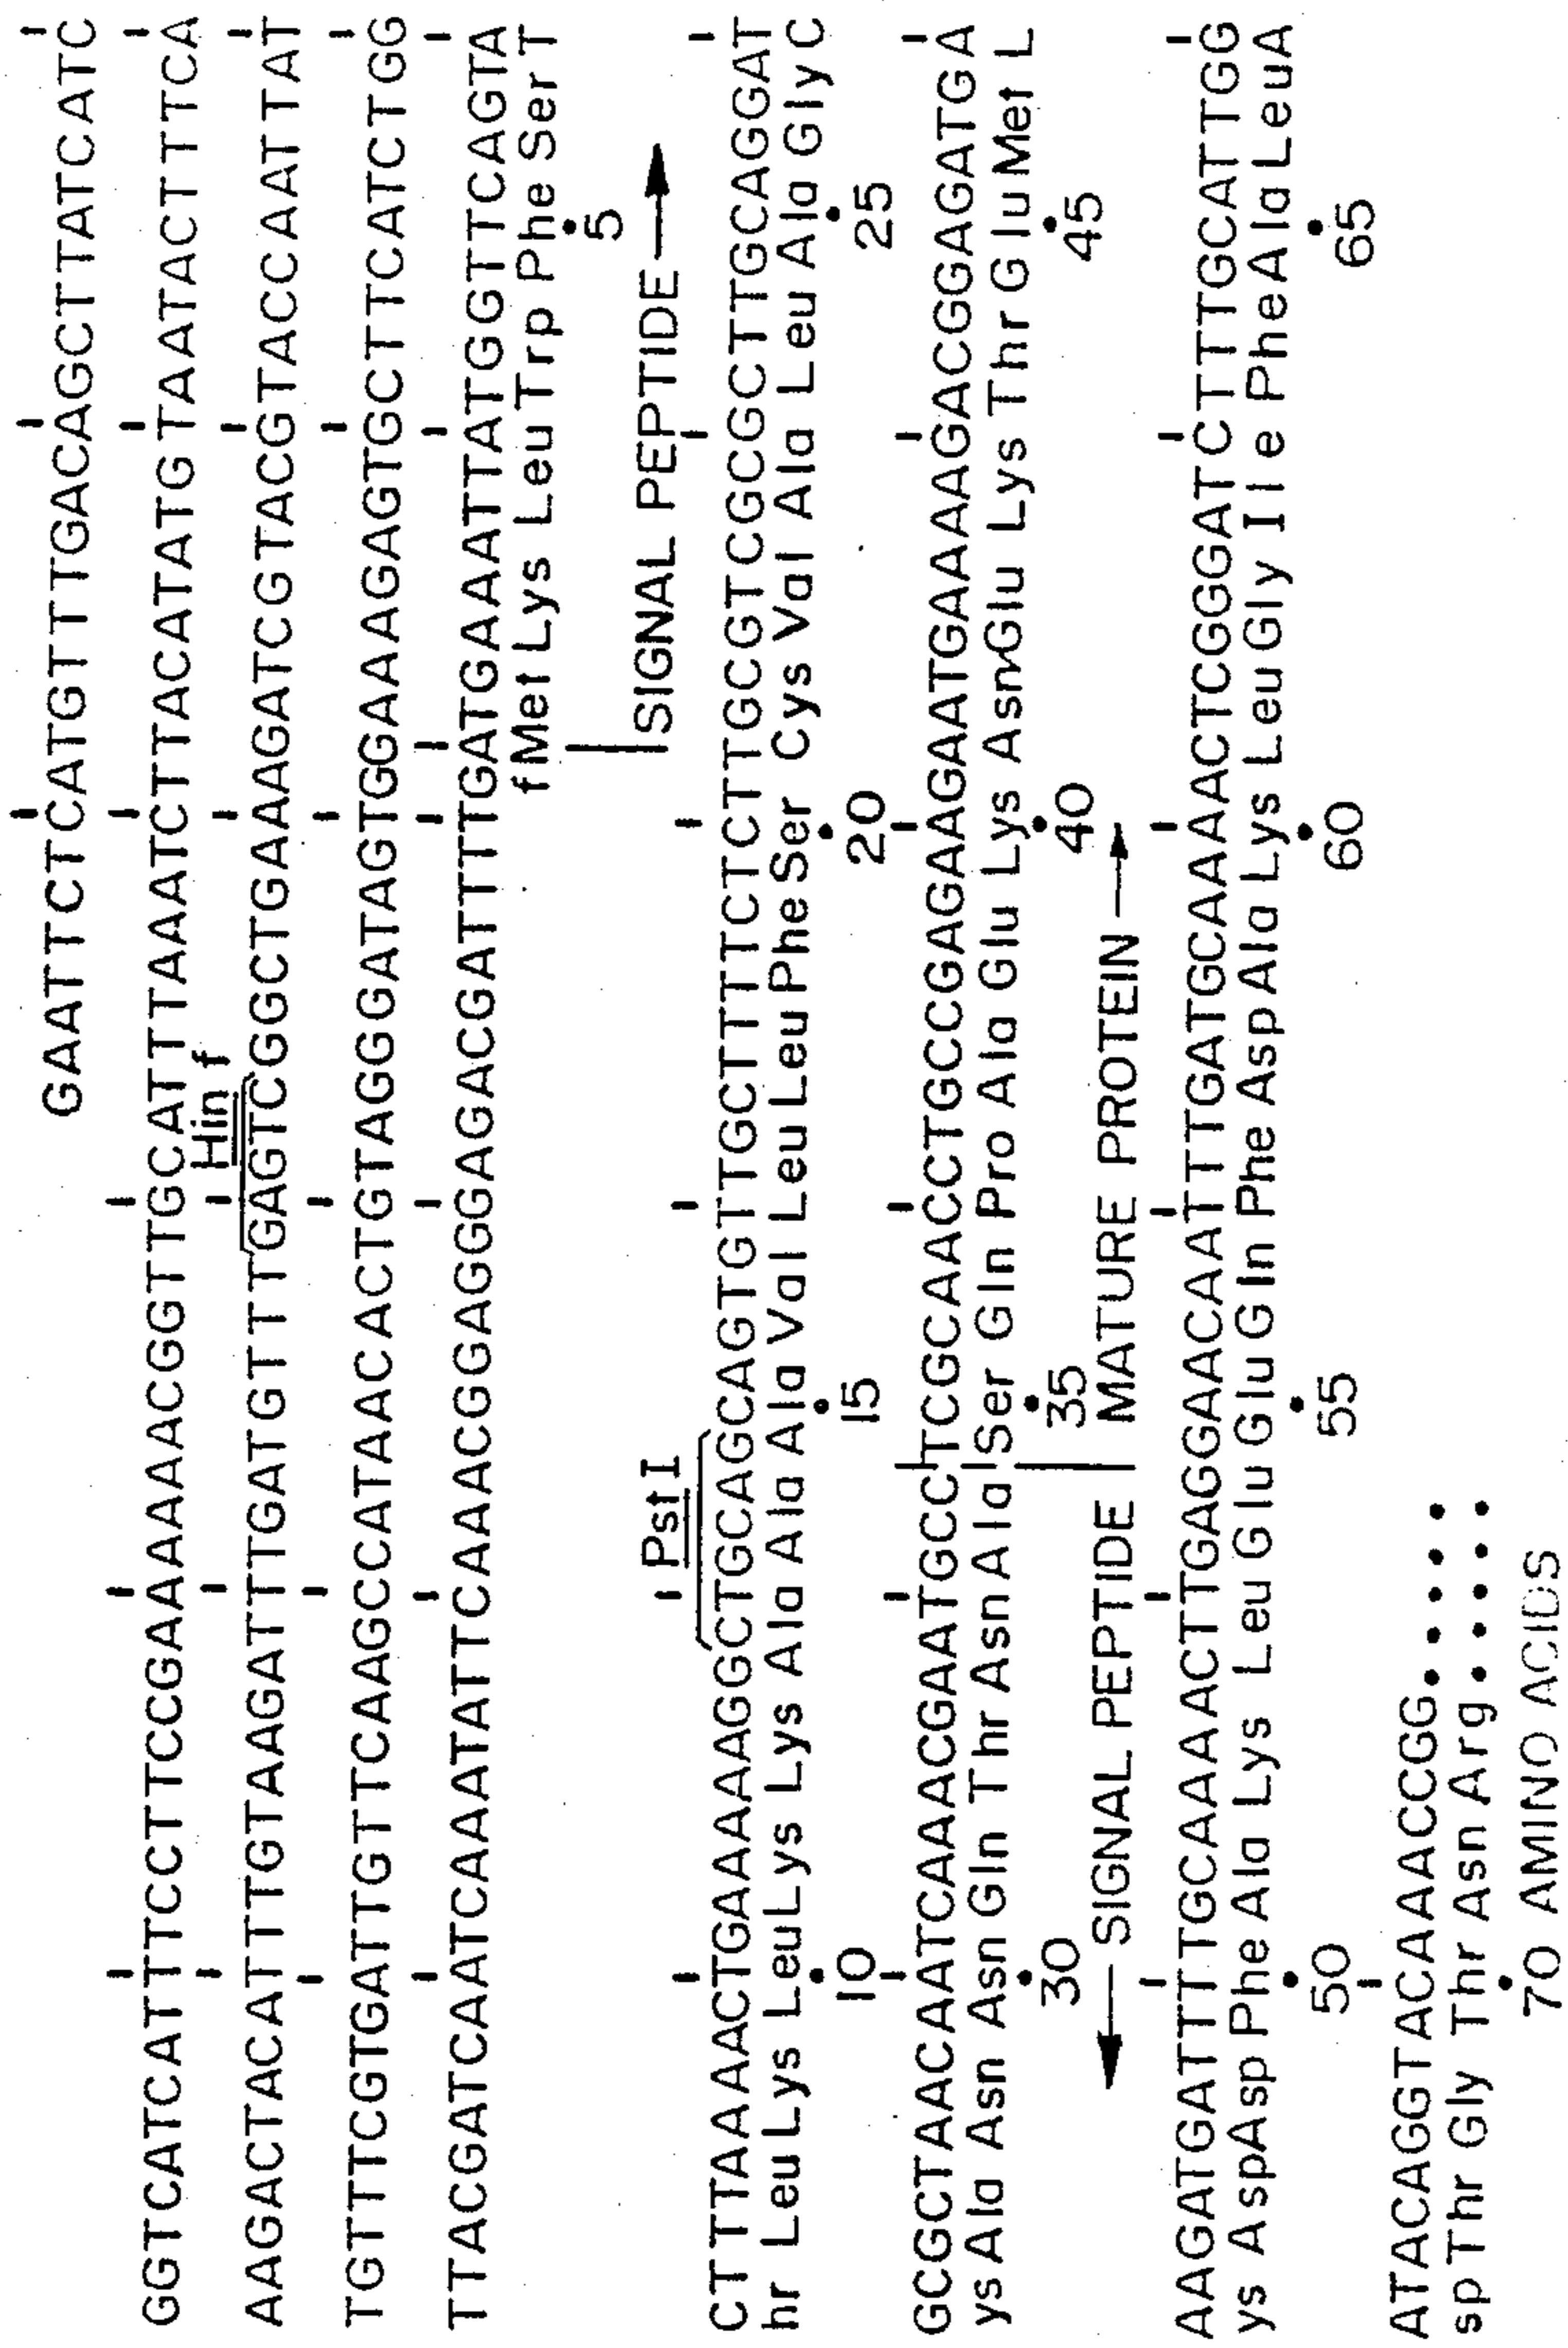 GAATTCTCATGTTTGACAGCTTATCATC
GGTCATCATTTCCTTCCGAAAAAACGGTTGCATTTAAATCTTACATATGTAATACTTTCA
Hin f
AAGACTACATTTGTAAGATTTGATGTTTGAGTCGGCTGAAAGATCGTACGTACCAATTAT
TGTTTCGTGATTGTTCAAGCCATAACACTGTAGGGATAGTGGAAAGAGTGCTTCATCTGG
TTACGATCAATCAAATATTCAAACGGAGGGAGACGATTTTGATGAAATTATGGTTCAGTA
fMet Lys Leu Trp Phe Ser T
5
SIGNAL PEPTIDE
Pst I
CTTTAAAACTGAAAAAGGCTGCAGCAGTGTTGCTTTTCTCTTGCGTCGCGCTTGCAGGAT
hr Leu Lys Leu Lys Lys Ala Ala Ala Val Leu Leu Phe Ser Cys Val Ala Leu Ala Gly C
10 15 20 25
GCGCTAACAATCAAACGAATGCCTCGCAACCTGCCGAGAAGAATGAAAAGACGGAGATGA
ys Ala Asn Asn Gln Thr Asn Ala Ser Gln Pro Ala Glu Lys Asn Glu Lys Thr Glu Met L
30 35 40 45
SIGNAL PEPTIDE MATURE PROTEIN
AAGATGATTTTGCAAAACTTGAGGAACAATTTGATGCAAAACTCGGGATCTTTGCATTGG
ys Asp Asp Phe Ala Lys Leu Glu Glu Gln Phe Asp Ala Lys Leu Gly Ile Phe Ala Leu A
50 55 60 65
ATACAGGTACAAACCGG.....
sp Thr Gly Thr Asn Arg.....
70 AMINO ACIDS